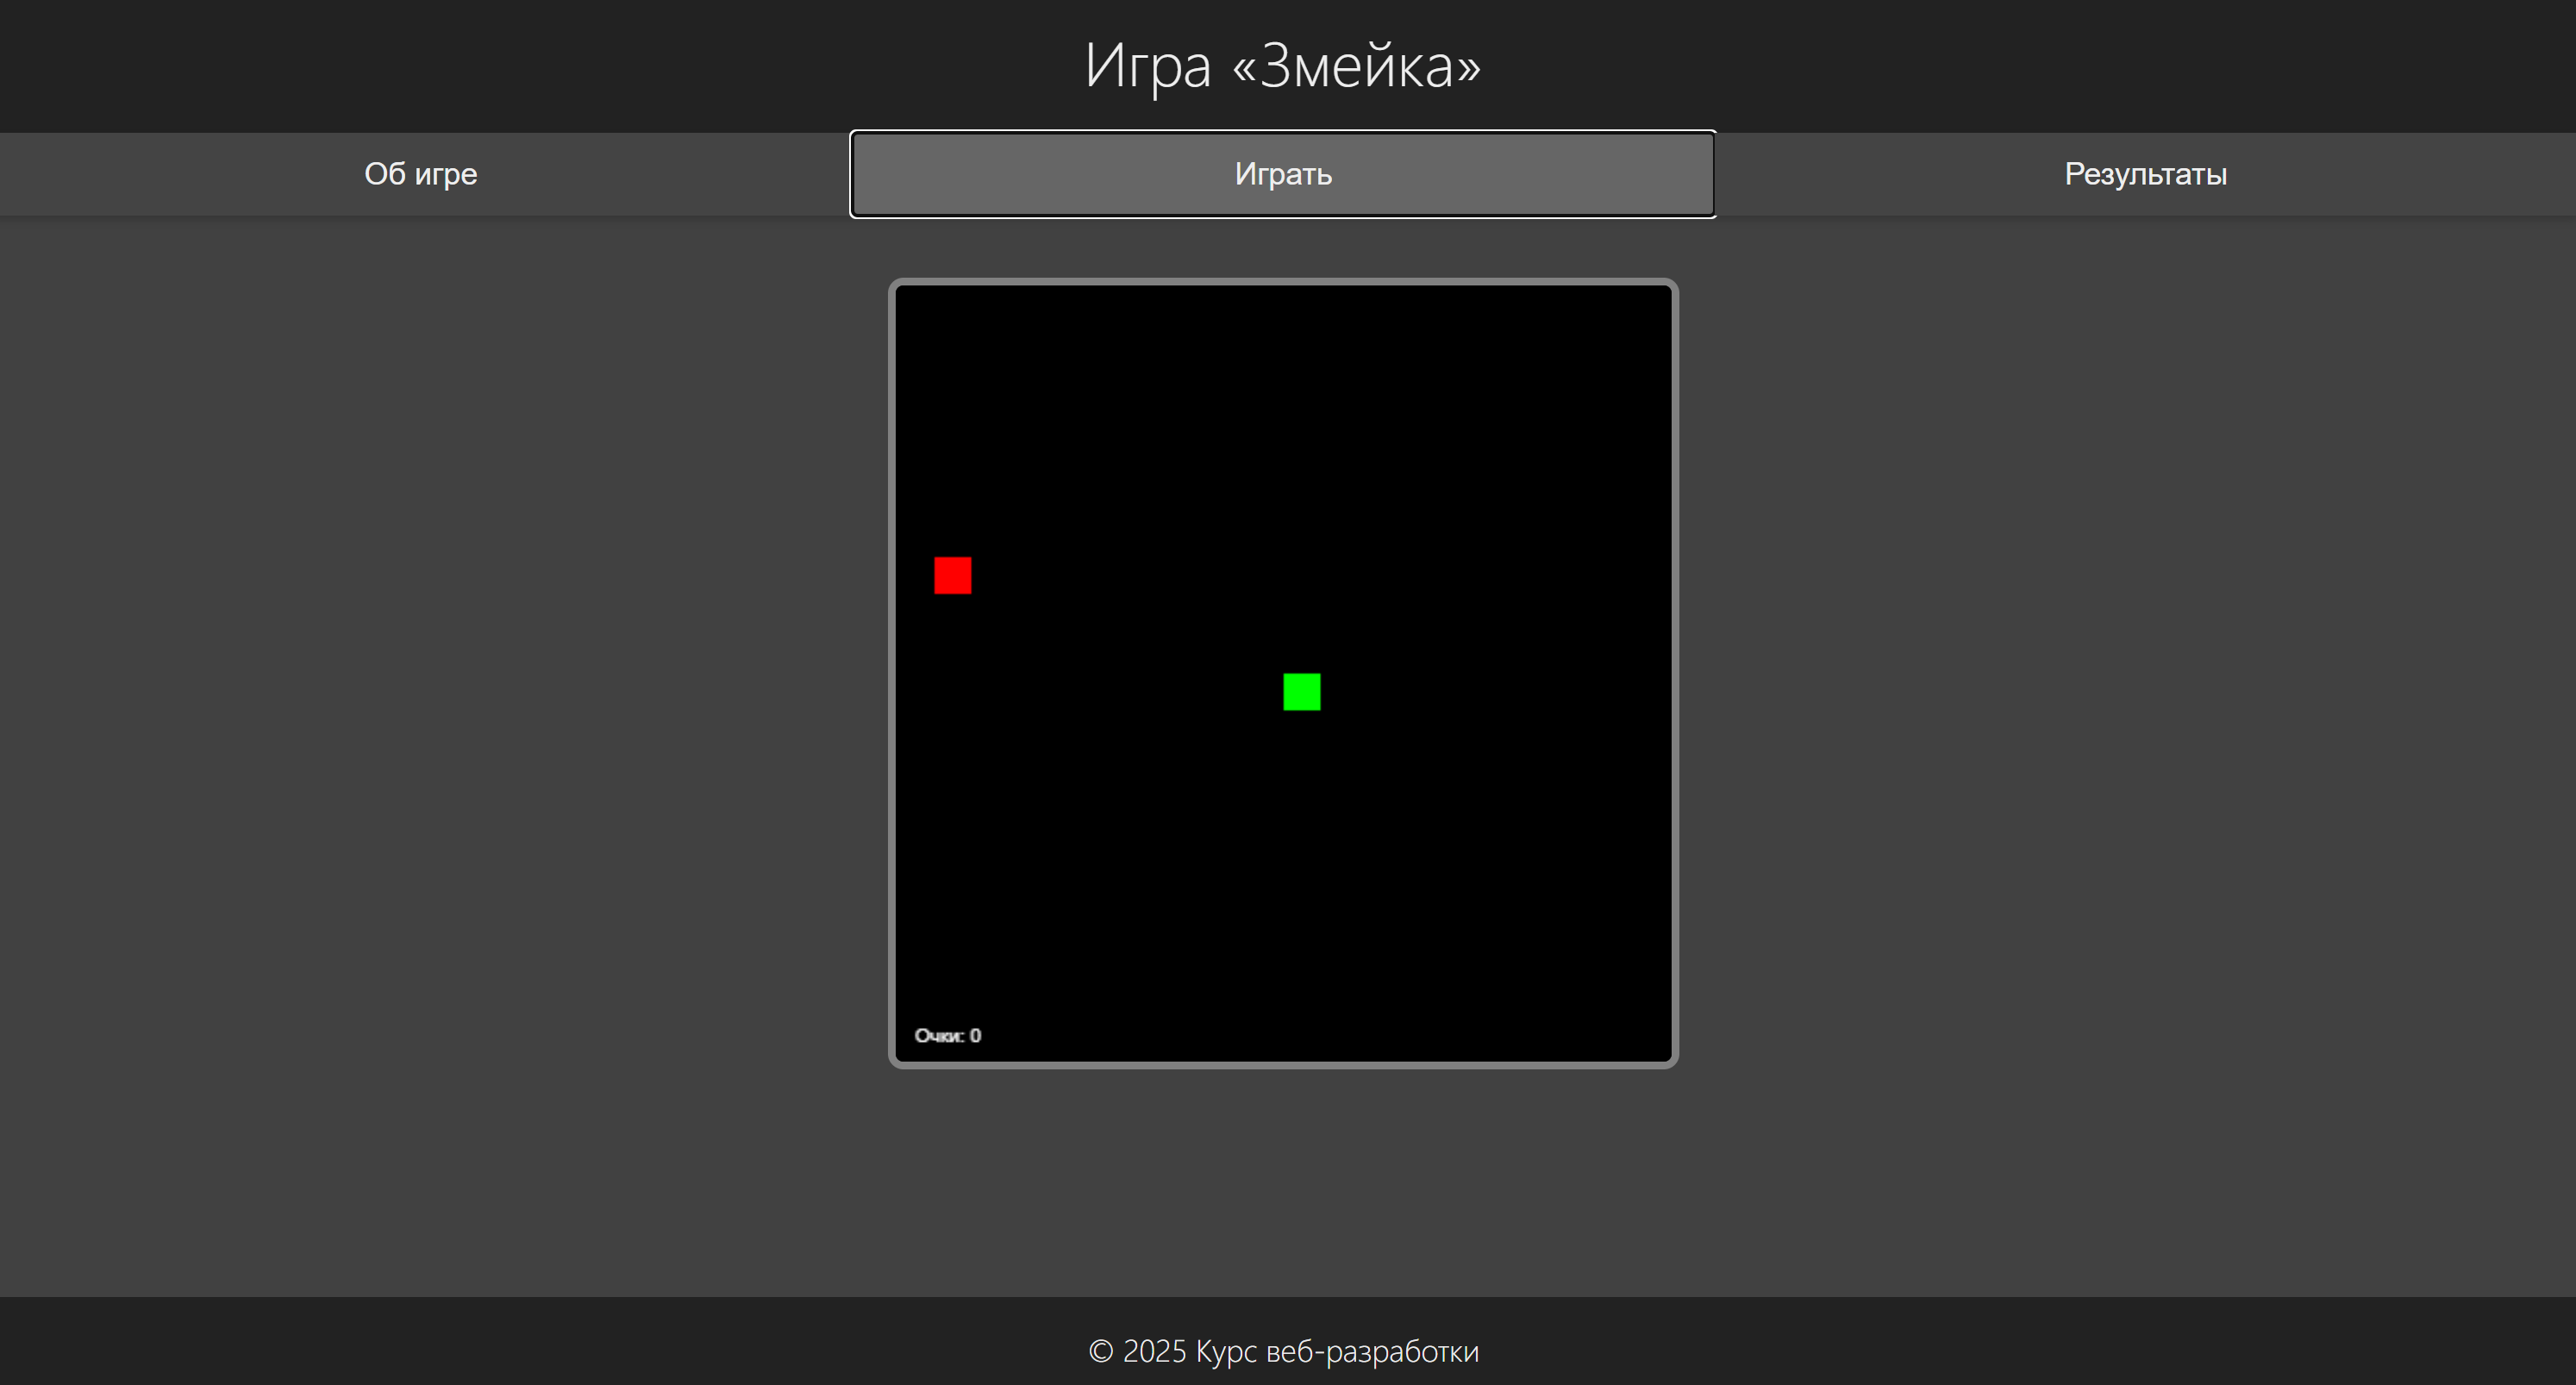 Игра «Змейка»
Об игре
Играть
Результаты
Очки: 0
© 2025 Курс веб-разработки